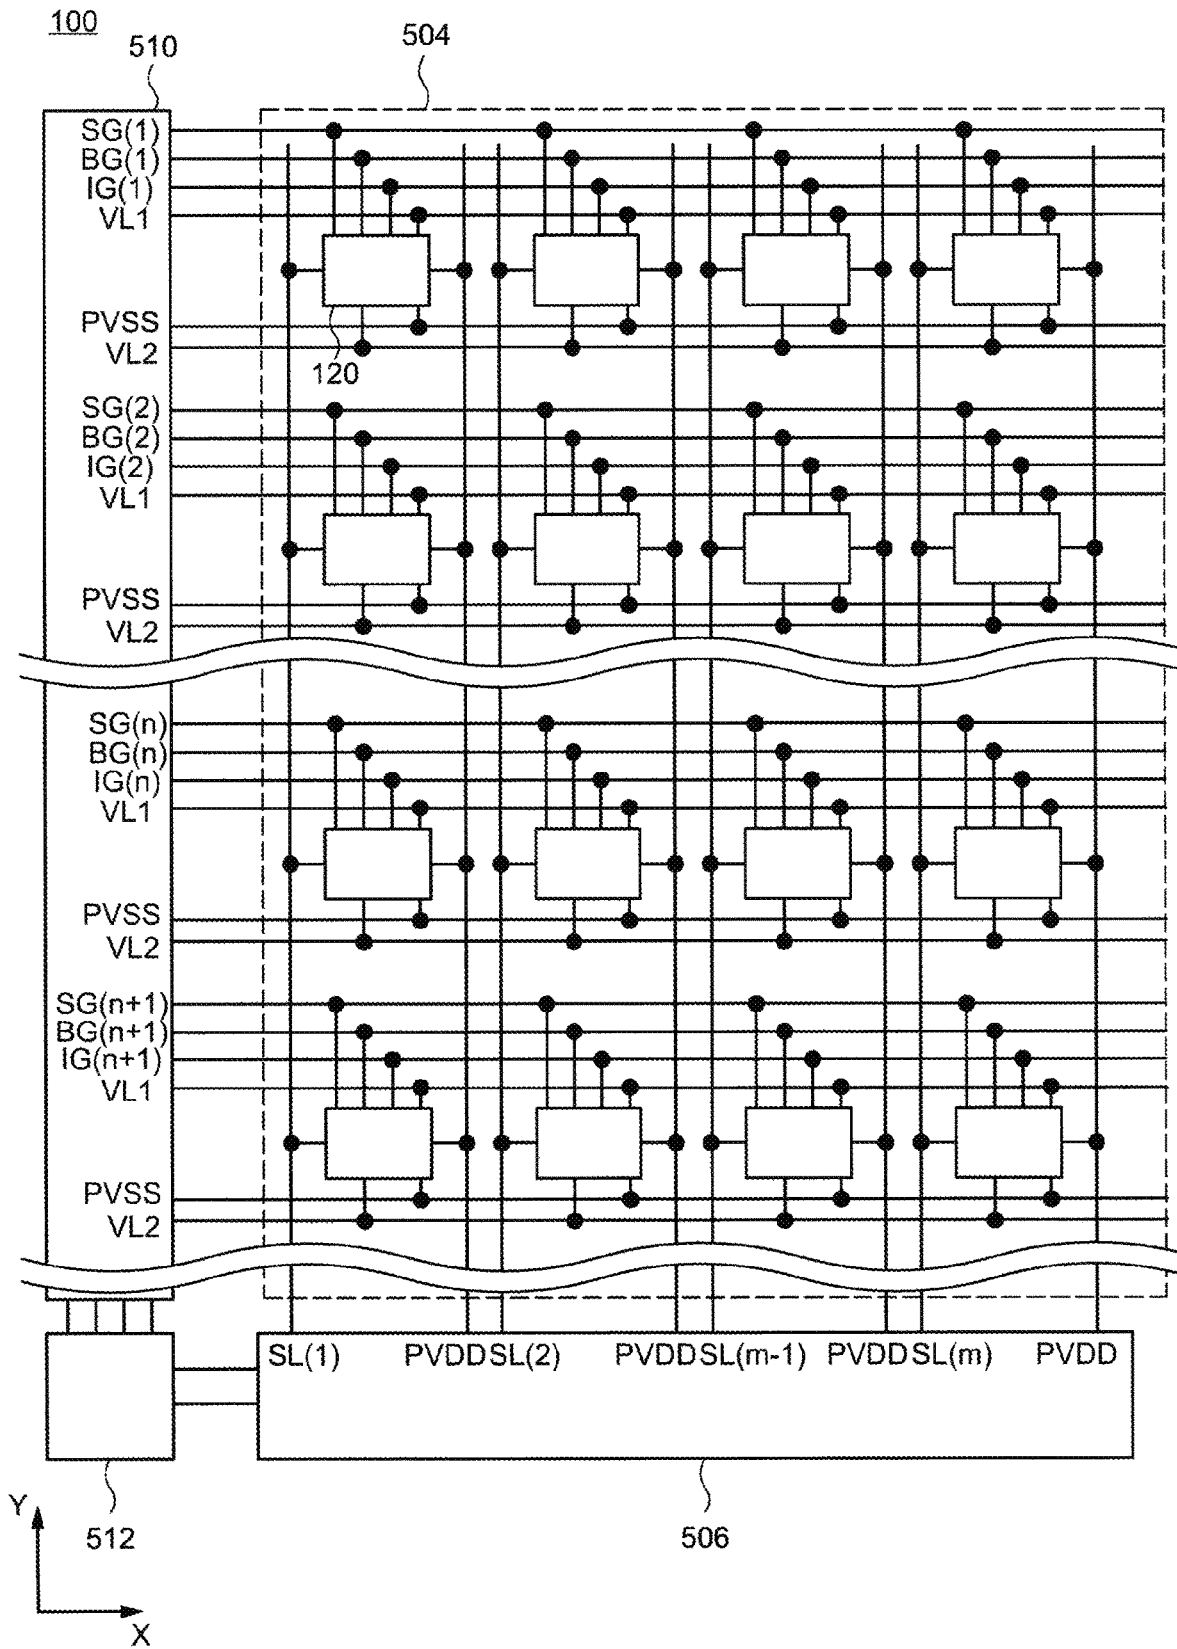 100
510
504
SG(1)
BG(1)
IG(1)
VL1
PVSS
VL2
120
SG(2)
BG(2)
IG(2)
VL1
PVSS
VL2
SG(n)
BG(n)
IG(n)
VL1
PVSS
VL2
SG(n+1)
BG(n+1)
IG(n+1)
VL1
PVSS
VL2
SL(1) PVDD SL(2) PVDD SL(m-1) PVDD SL(m) PVDD
512
506
Y
X